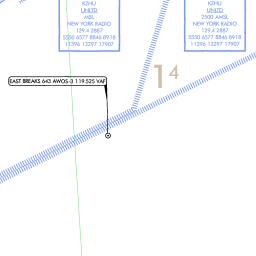 KZHU
UNLTD
MSL
NEW YORK RADIO
129.4 2887
5550 6577 8846 8918
11396 13297 17907
KZHU
UNLTD
2500 AMSL
NEW YORK RADIO
129.4 2887
5550 6577 8846 8918
11396 13297 17907
14
EAST BREAKS 643 AWOS-3 119.525 VAF